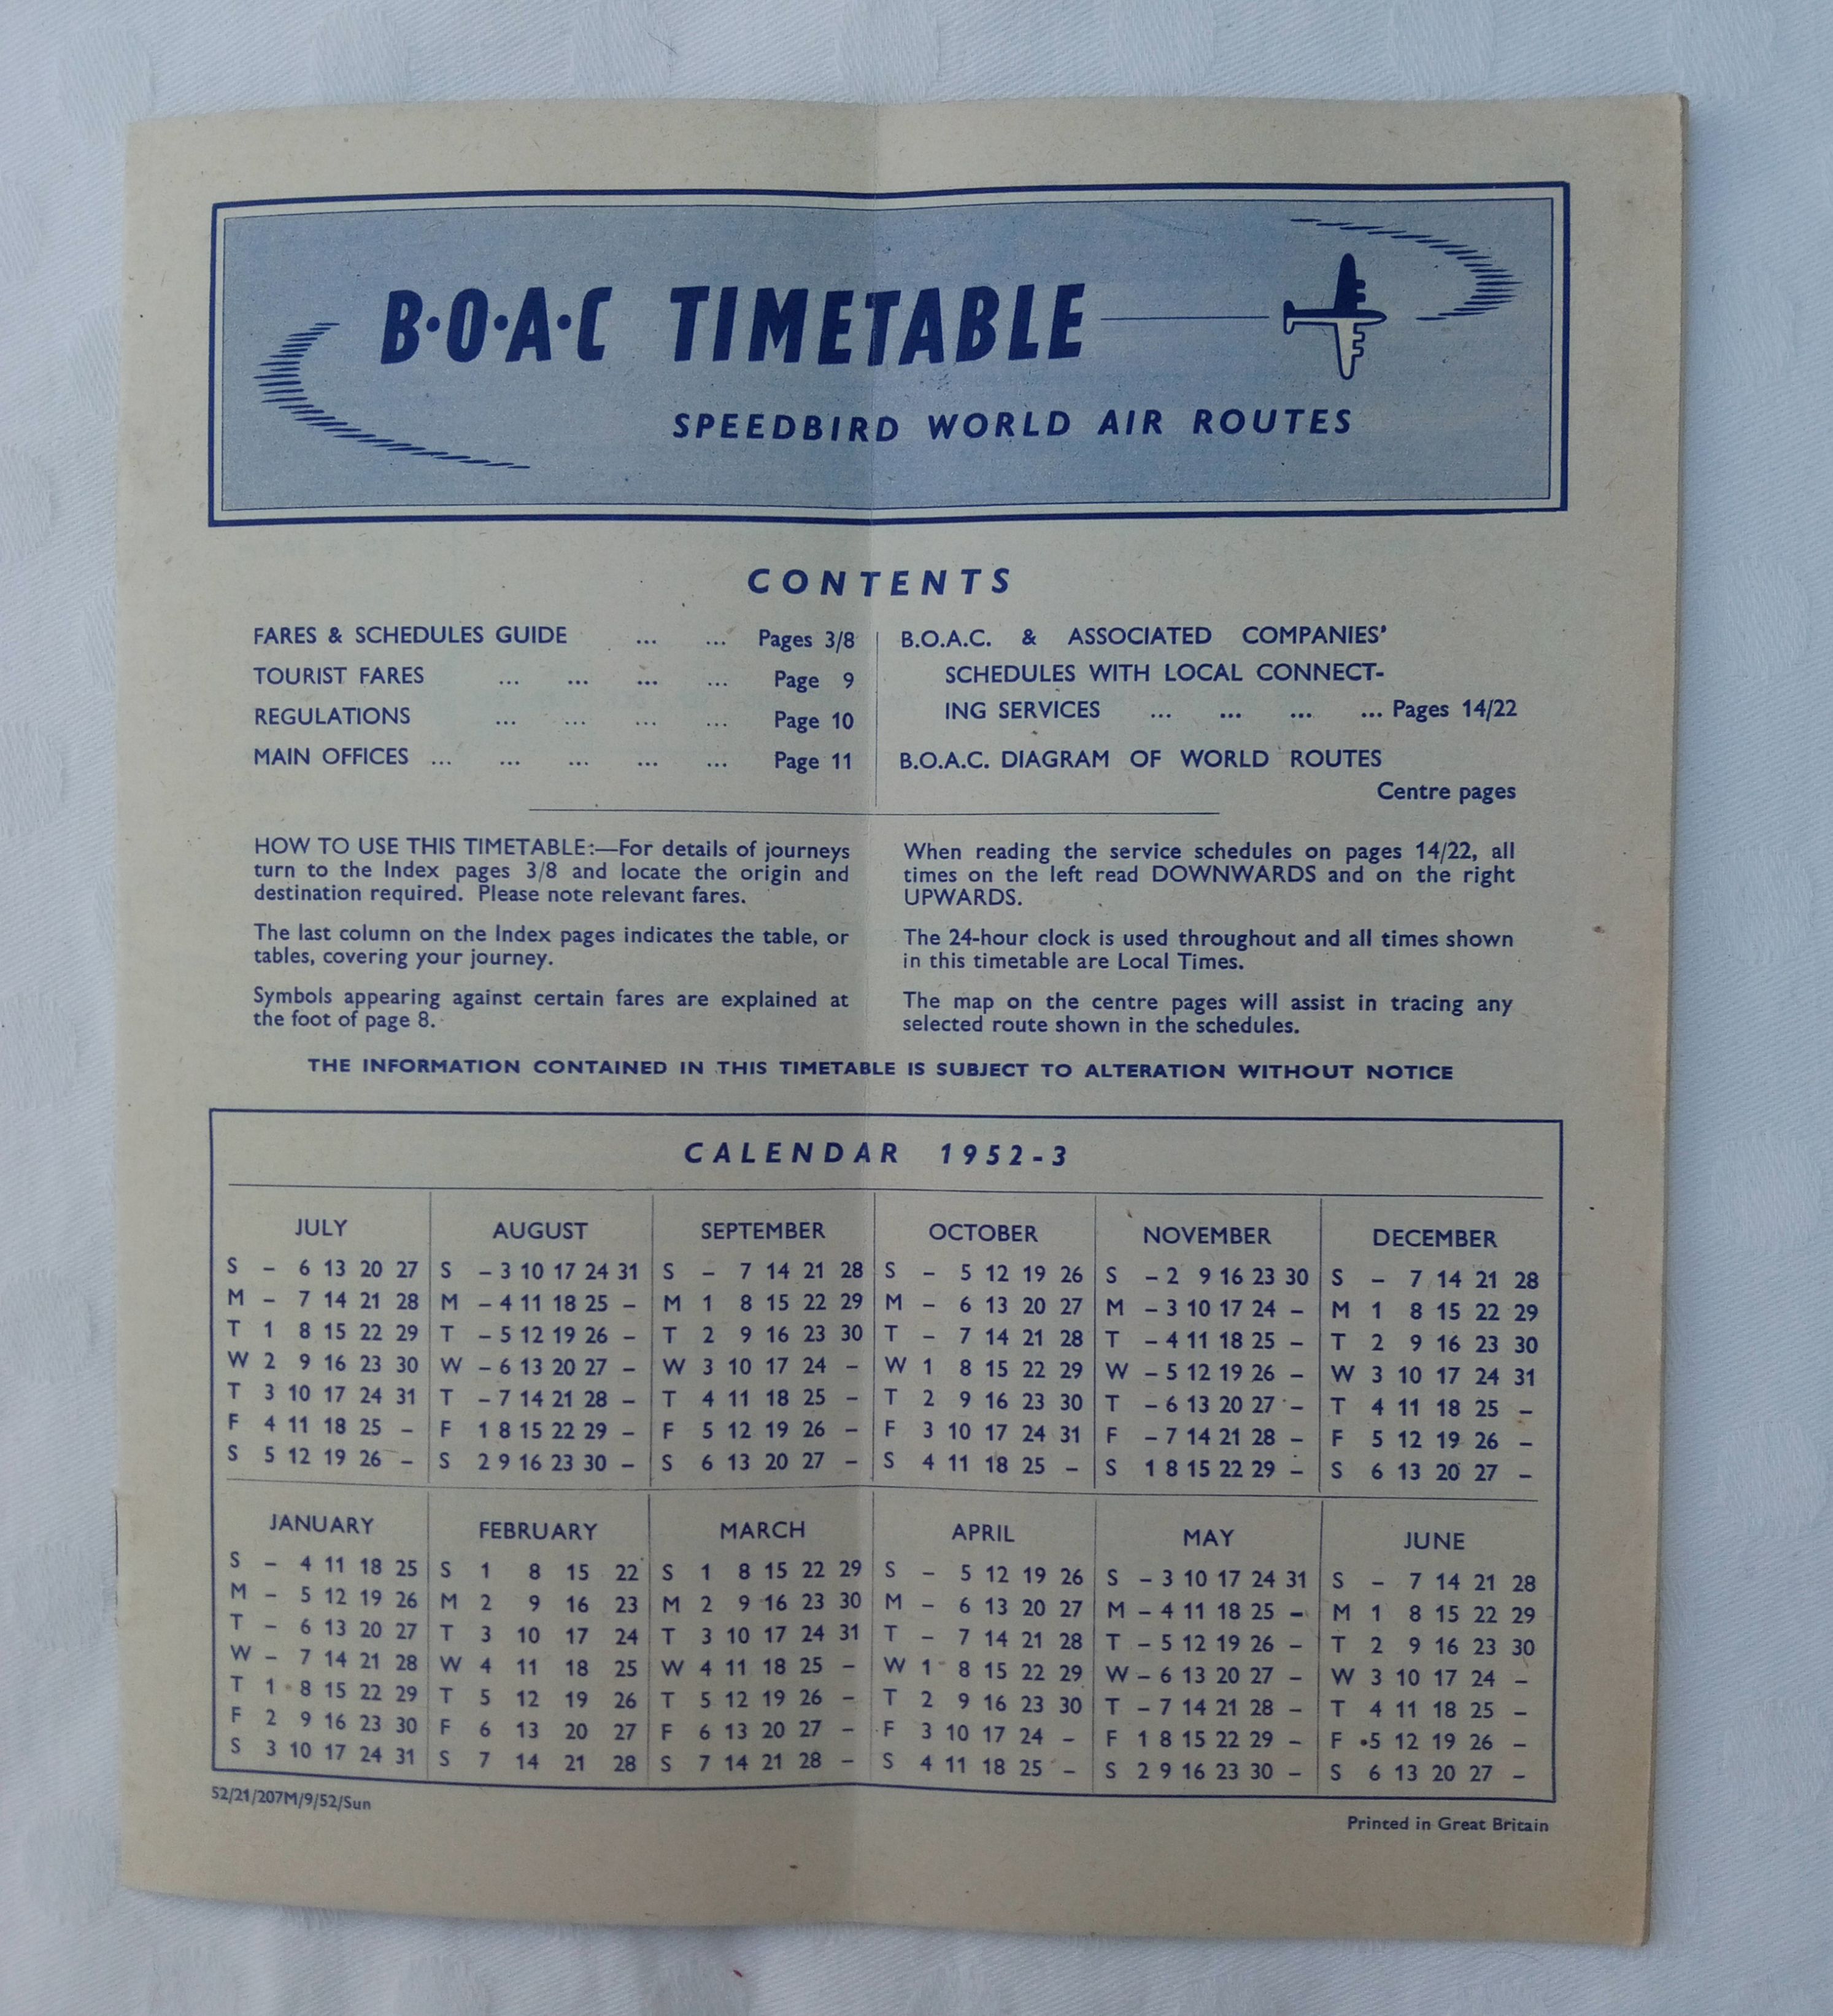 B·O·A·C TIMETABLE
SPEEDBIRD WORLD AIR ROUTES
CONTENTS
FARES & SCHEDULES GUIDE ... ... Pages 3/8
TOURIST FARES ... ... ... ... Page 9
REGULATIONS ... ... ... ... Page 10
MAIN OFFICES ... ... ... ... ... Page 11
B.O.A.C. & ASSOCIATED COMPANIES'
SCHEDULES WITH LOCAL CONNECT-
ING SERVICES ... ... ... ... Pages 14/22
B.O.A.C. DIAGRAM OF WORLD ROUTES
Centre pages
HOW TO USE THIS TIMETABLE:—For details of journeys
turn to the Index pages 3/8 and locate the origin and
destination required. Please note relevant fares.
The last column on the Index pages indicates the table, or
tables, covering your journey.
Symbols appearing against certain fares are explained at
the foot of page 8.
When reading the service schedules on pages 14/22, all
times on the left read DOWNWARDS and on the right
UPWARDS.
The 24-hour clock is used throughout and all times shown
in this timetable are Local Times.
The map on the centre pages will assist in tracing any
selected route shown in the schedules.
THE INFORMATION CONTAINED IN THIS TIMETABLE IS SUBJECT TO ALTERATION WITHOUT NOTICE
CALENDAR 1952-3
JULY AUGUST SEPTEMBER OCTOBER NOVEMBER DECEMBER
S – 6 13 20 27 S – 3 10 17 24 31 S – 7 14 21 28 S – 5 12 19 26 S – 2 9 16 23 30 S – 7 14 21 28
M – 7 14 21 28 M – 4 11 18 25 – M 1 8 15 22 29 M – 6 13 20 27 M – 3 10 17 24 – M 1 8 15 22 29
T 1 8 15 22 29 T – 5 12 19 26 – T 2 9 16 23 30 T – 7 14 21 28 T – 4 11 18 25 – T 2 9 16 23 30
W 2 9 16 23 30 W – 6 13 20 27 – W 3 10 17 24 – W 1 8 15 22 29 W – 5 12 19 26 – W 3 10 17 24 31
T 3 10 17 24 31 T – 7 14 21 28 – T 4 11 18 25 – T 2 9 16 23 30 T – 6 13 20 27 – T 4 11 18 25 –
F 4 11 18 25 – F 1 8 15 22 29 – F 5 12 19 26 – F 3 10 17 24 31 F – 7 14 21 28 – F 5 12 19 26 –
S 5 12 19 26 – S 2 9 16 23 30 – S 6 13 20 27 – S 4 11 18 25 – S 1 8 15 22 29 – S 6 13 20 27 –
JANUARY FEBRUARY MARCH APRIL MAY JUNE
S – 4 11 18 25 S 1 8 15 22 S 1 8 15 22 29 S – 5 12 19 26 S – 3 10 17 24 31 S – 7 14 21 28
M – 5 12 19 26 M 2 9 16 23 M 2 9 16 23 30 M – 6 13 20 27 M – 4 11 18 25 – M 1 8 15 22 29
T – 6 13 20 27 T 3 10 17 24 T 3 10 17 24 31 T – 7 14 21 28 T – 5 12 19 26 – T 2 9 16 23 30
W – 7 14 21 28 W 4 11 18 25 W 4 11 18 25 – W 1 8 15 22 29 W – 6 13 20 27 – W 3 10 17 24 –
T 1 8 15 22 29 T 5 12 19 26 T 5 12 19 26 – T 2 9 16 23 30 T – 7 14 21 28 – T 4 11 18 25 –
F 2 9 16 23 30 F 6 13 20 27 F 6 13 20 27 – F 3 10 17 24 – F 1 8 15 22 29 – F 5 12 19 26 –
S 3 10 17 24 31 S 7 14 21 28 S 7 14 21 28 – S 4 11 18 25 – S 2 9 16 23 30 – S 6 13 20 27 –
52/21/207M/9/52/Sun
Printed in Great Britain